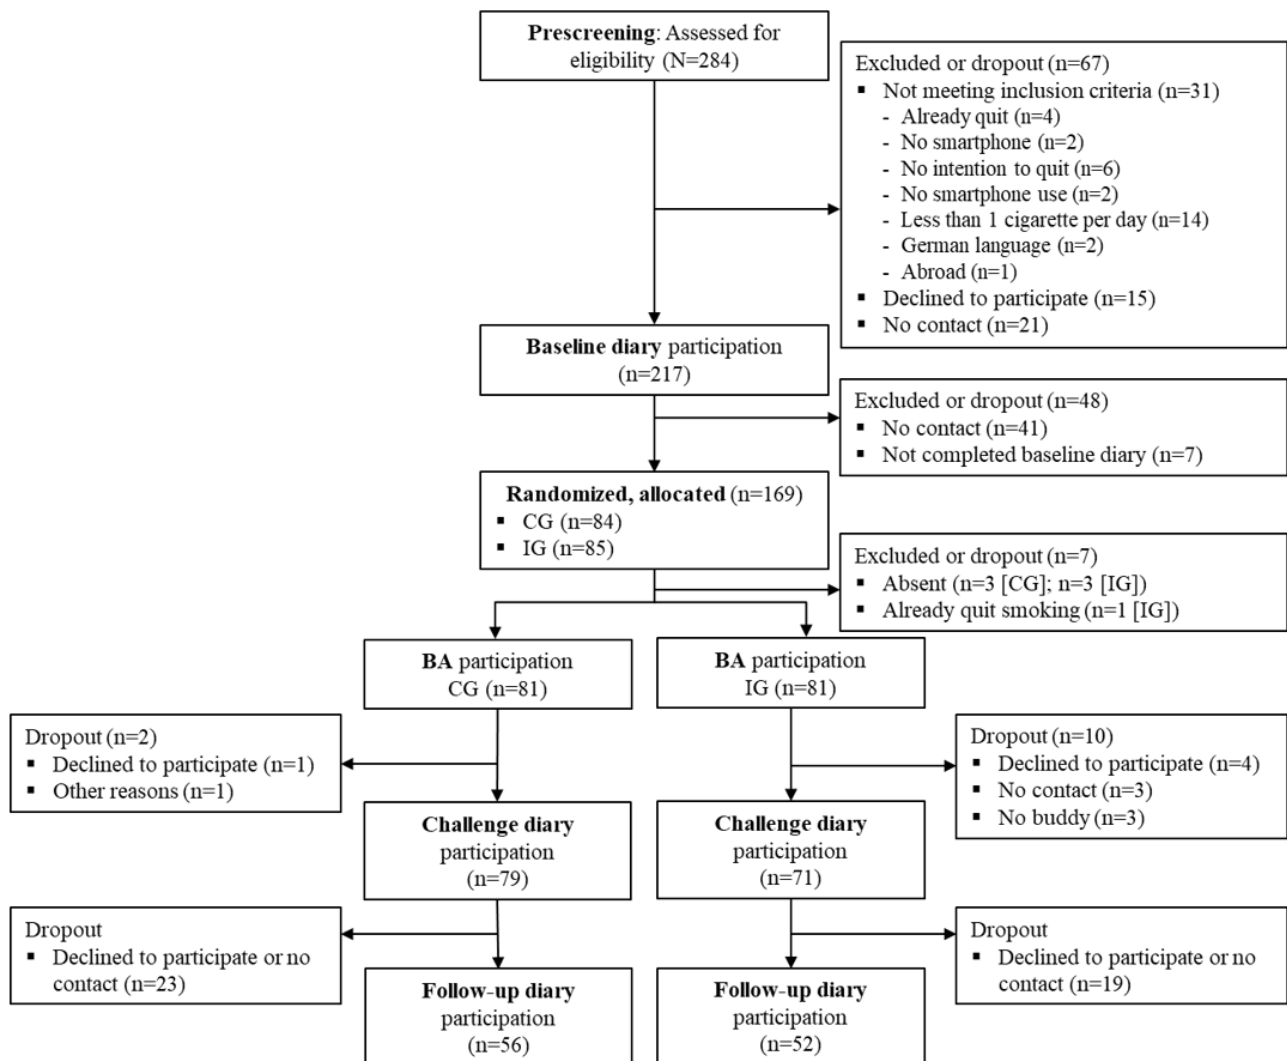 Prescreening: Assessed for
eligibility (N=284)
Excluded or dropout (n=67)
▪ Not meeting inclusion criteria (n=31)
- Already quit (n=4)
- No smartphone (n=2)
- No intention to quit (n=6)
- No smartphone use (n=2)
- Less than 1 cigarette per day (n=14)
- German language (n=2)
- Abroad (n=1)
▪ Declined to participate (n=15)
▪ No contact (n=21)
Baseline diary participation
(n=217)
Excluded or dropout (n=48)
▪ No contact (n=41)
▪ Not completed baseline diary (n=7)
Randomized, allocated (n=169)
▪ CG (n=84)
▪ IG (n=85)
Excluded or dropout (n=7)
▪ Absent (n=3 [CG]; n=3 [IG])
▪ Already quit smoking (n=1 [IG])
BA participation
CG (n=81)
BA participation
IG (n=81)
Dropout (n=2)
▪ Declined to participate (n=1)
▪ Other reasons (n=1)
Dropout (n=10)
▪ Declined to participate (n=4)
▪ No contact (n=3)
▪ No buddy (n=3)
Challenge diary
participation
(n=79)
Challenge diary
participation
(n=71)
Dropout
▪ Declined to participate or no
contact (n=23)
Dropout
▪ Declined to participate or no
contact (n=19)
Follow-up diary
participation
(n=56)
Follow-up diary
participation
(n=52)